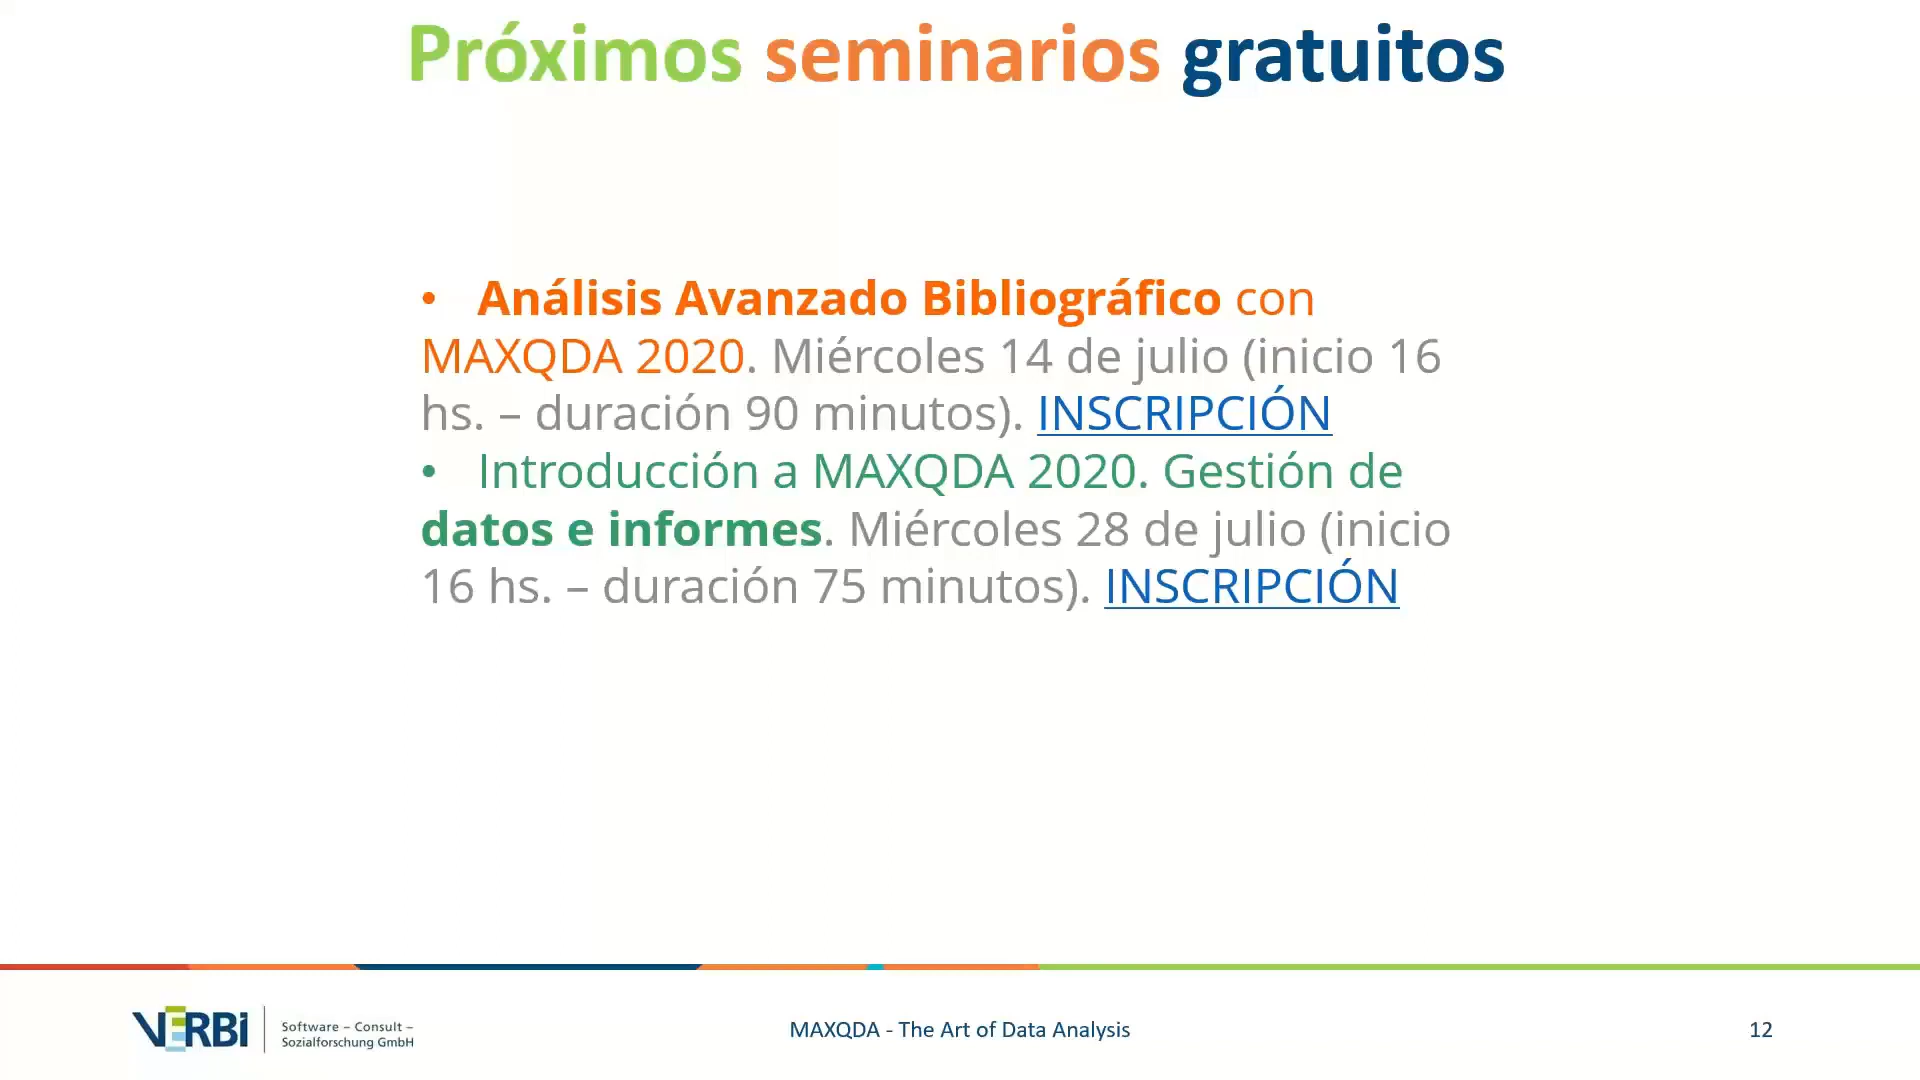 Próximos seminarios gratuitos
• Análisis Avanzado Bibliográfico con
MAXQDA 2020. Miércoles 14 de julio (inicio 16
hs. – duración 90 minutos). INSCRIPCIÓN
• Introducción a MAXQDA 2020. Gestión de
datos e informes. Miércoles 28 de julio (inicio
16 hs. – duración 75 minutos). INSCRIPCIÓN
VERBI
Software – Consult –
Sozialforschung GmbH
MAXQDA - The Art of Data Analysis
12